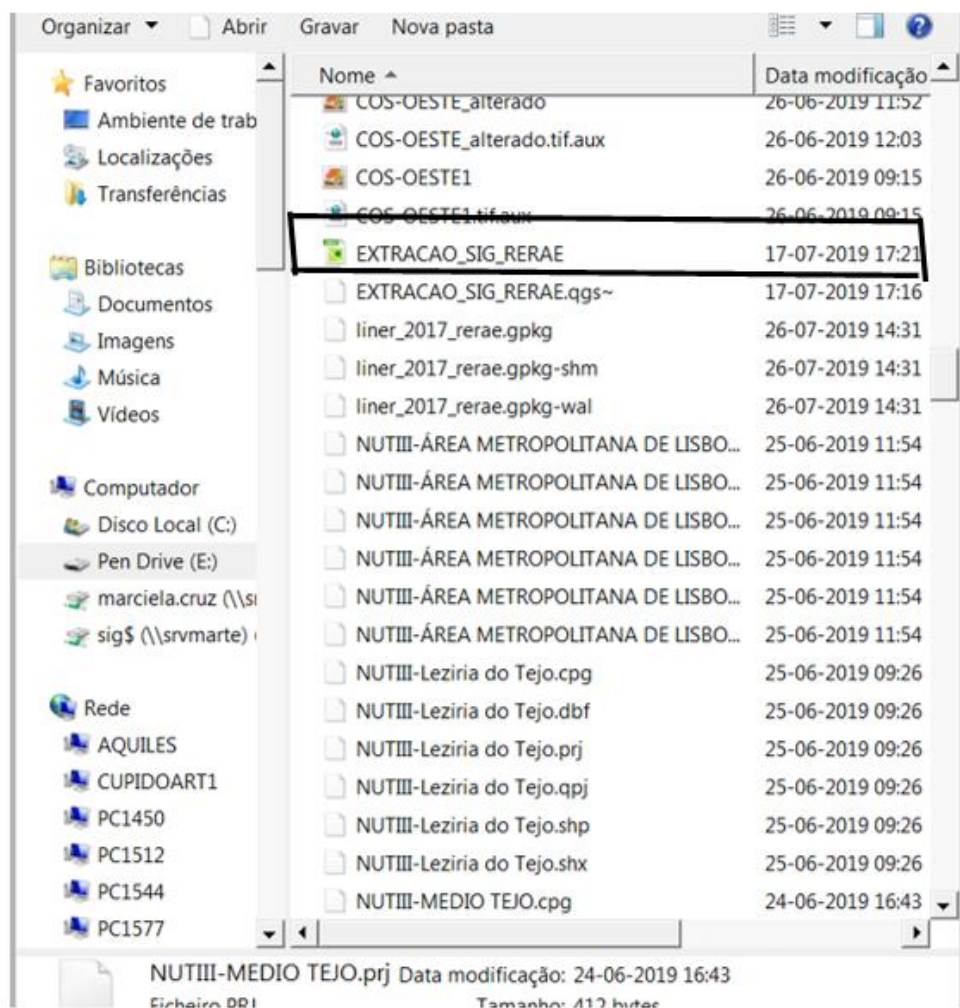 Organizar Abrir Gravar Nova pasta
Favoritos
Ambiente de trab
Localizações
Transferências
Bibliotecas
Documentos
Imagens
Música
Vídeos
Computador
Disco Local (C:)
Pen Drive (E:)
marciela.cruz (\\si
sig$ (\\srvmarte)
Rede
AQUILES
CUPIDOART1
PC1450
PC1512
PC1544
PC1577
Nome Data modificação
COS-OESTE_alterado 26-06-2019 11:52
COS-OESTE_alterado.tif.aux 26-06-2019 12:03
COS-OESTE1 26-06-2019 09:15
COS-OESTE1.tif.aux 26-06-2019 09:15
EXTRACAO_SIG_RERAE 17-07-2019 17:21
EXTRACAO_SIG_RERAE.qgs~ 17-07-2019 17:16
liner_2017_rerae.gpkg 26-07-2019 14:31
liner_2017_rerae.gpkg-shm 26-07-2019 14:31
liner_2017_rerae.gpkg-wal 26-07-2019 14:31
NUTIII-ÁREA METROPOLITANA DE LISBO... 25-06-2019 11:54
NUTIII-ÁREA METROPOLITANA DE LISBO... 25-06-2019 11:54
NUTIII-ÁREA METROPOLITANA DE LISBO... 25-06-2019 11:54
NUTIII-ÁREA METROPOLITANA DE LISBO... 25-06-2019 11:54
NUTIII-ÁREA METROPOLITANA DE LISBO... 25-06-2019 11:54
NUTIII-ÁREA METROPOLITANA DE LISBO... 25-06-2019 11:54
NUTIII-Leziria do Tejo.cpg 25-06-2019 09:26
NUTIII-Leziria do Tejo.dbf 25-06-2019 09:26
NUTIII-Leziria do Tejo.prj 25-06-2019 09:26
NUTIII-Leziria do Tejo.qpj 25-06-2019 09:26
NUTIII-Leziria do Tejo.shp 25-06-2019 09:26
NUTIII-Leziria do Tejo.shx 25-06-2019 09:26
NUTIII-MEDIO TEJO.cpg 24-06-2019 16:43
NUTIII-MEDIO TEJO.prj Data modificação: 24-06-2019 16:43
Ficheiro PRJ Tamanho: 412 bytes